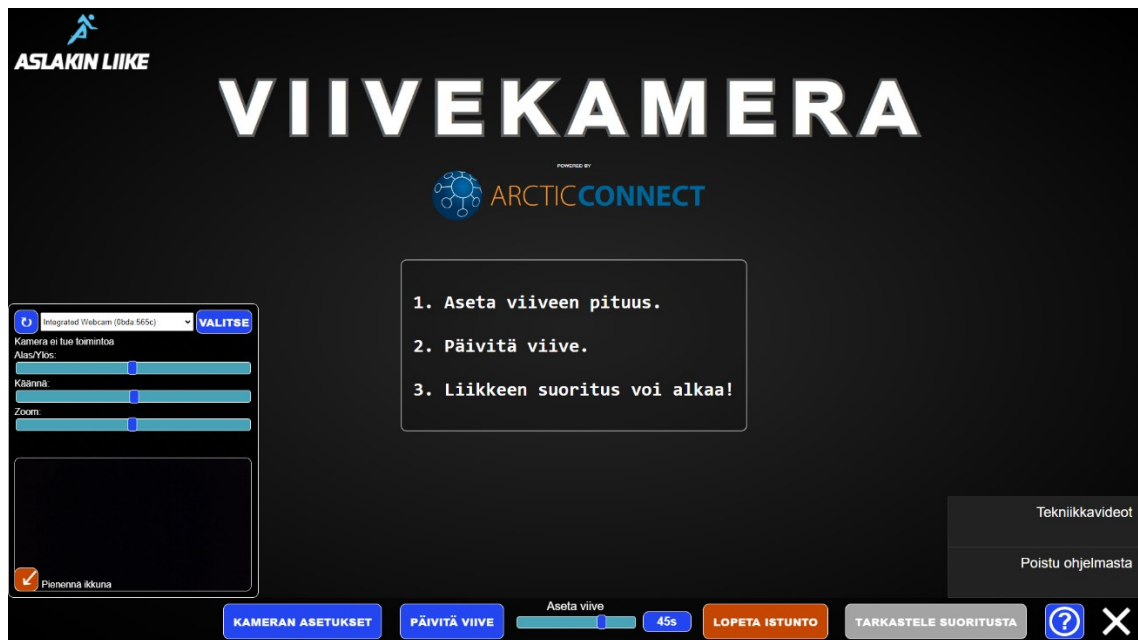 ASLAKIN LIIKE
VIIVEKAMERA
POWERED BY
ARCTICCONNECT
1. Aseta viiveen pituus.
2. Päivitä viive.
3. Liikkeen suoritus voi alkaa!
Integrated Webcam (0bda:565c)
VALITSE
Kamera ei tue toimintoa
Alas/Ylös:
Käännä:
Zoom:
Pienennä ikkuna
Tekniikkavideot
Poistu ohjelmasta
KAMERAN ASETUKSET
PÄIVITÄ VIIVE
Aseta viive
45s
LOPETA ISTUNTO
TARKASTELE SUORITUSTA
?